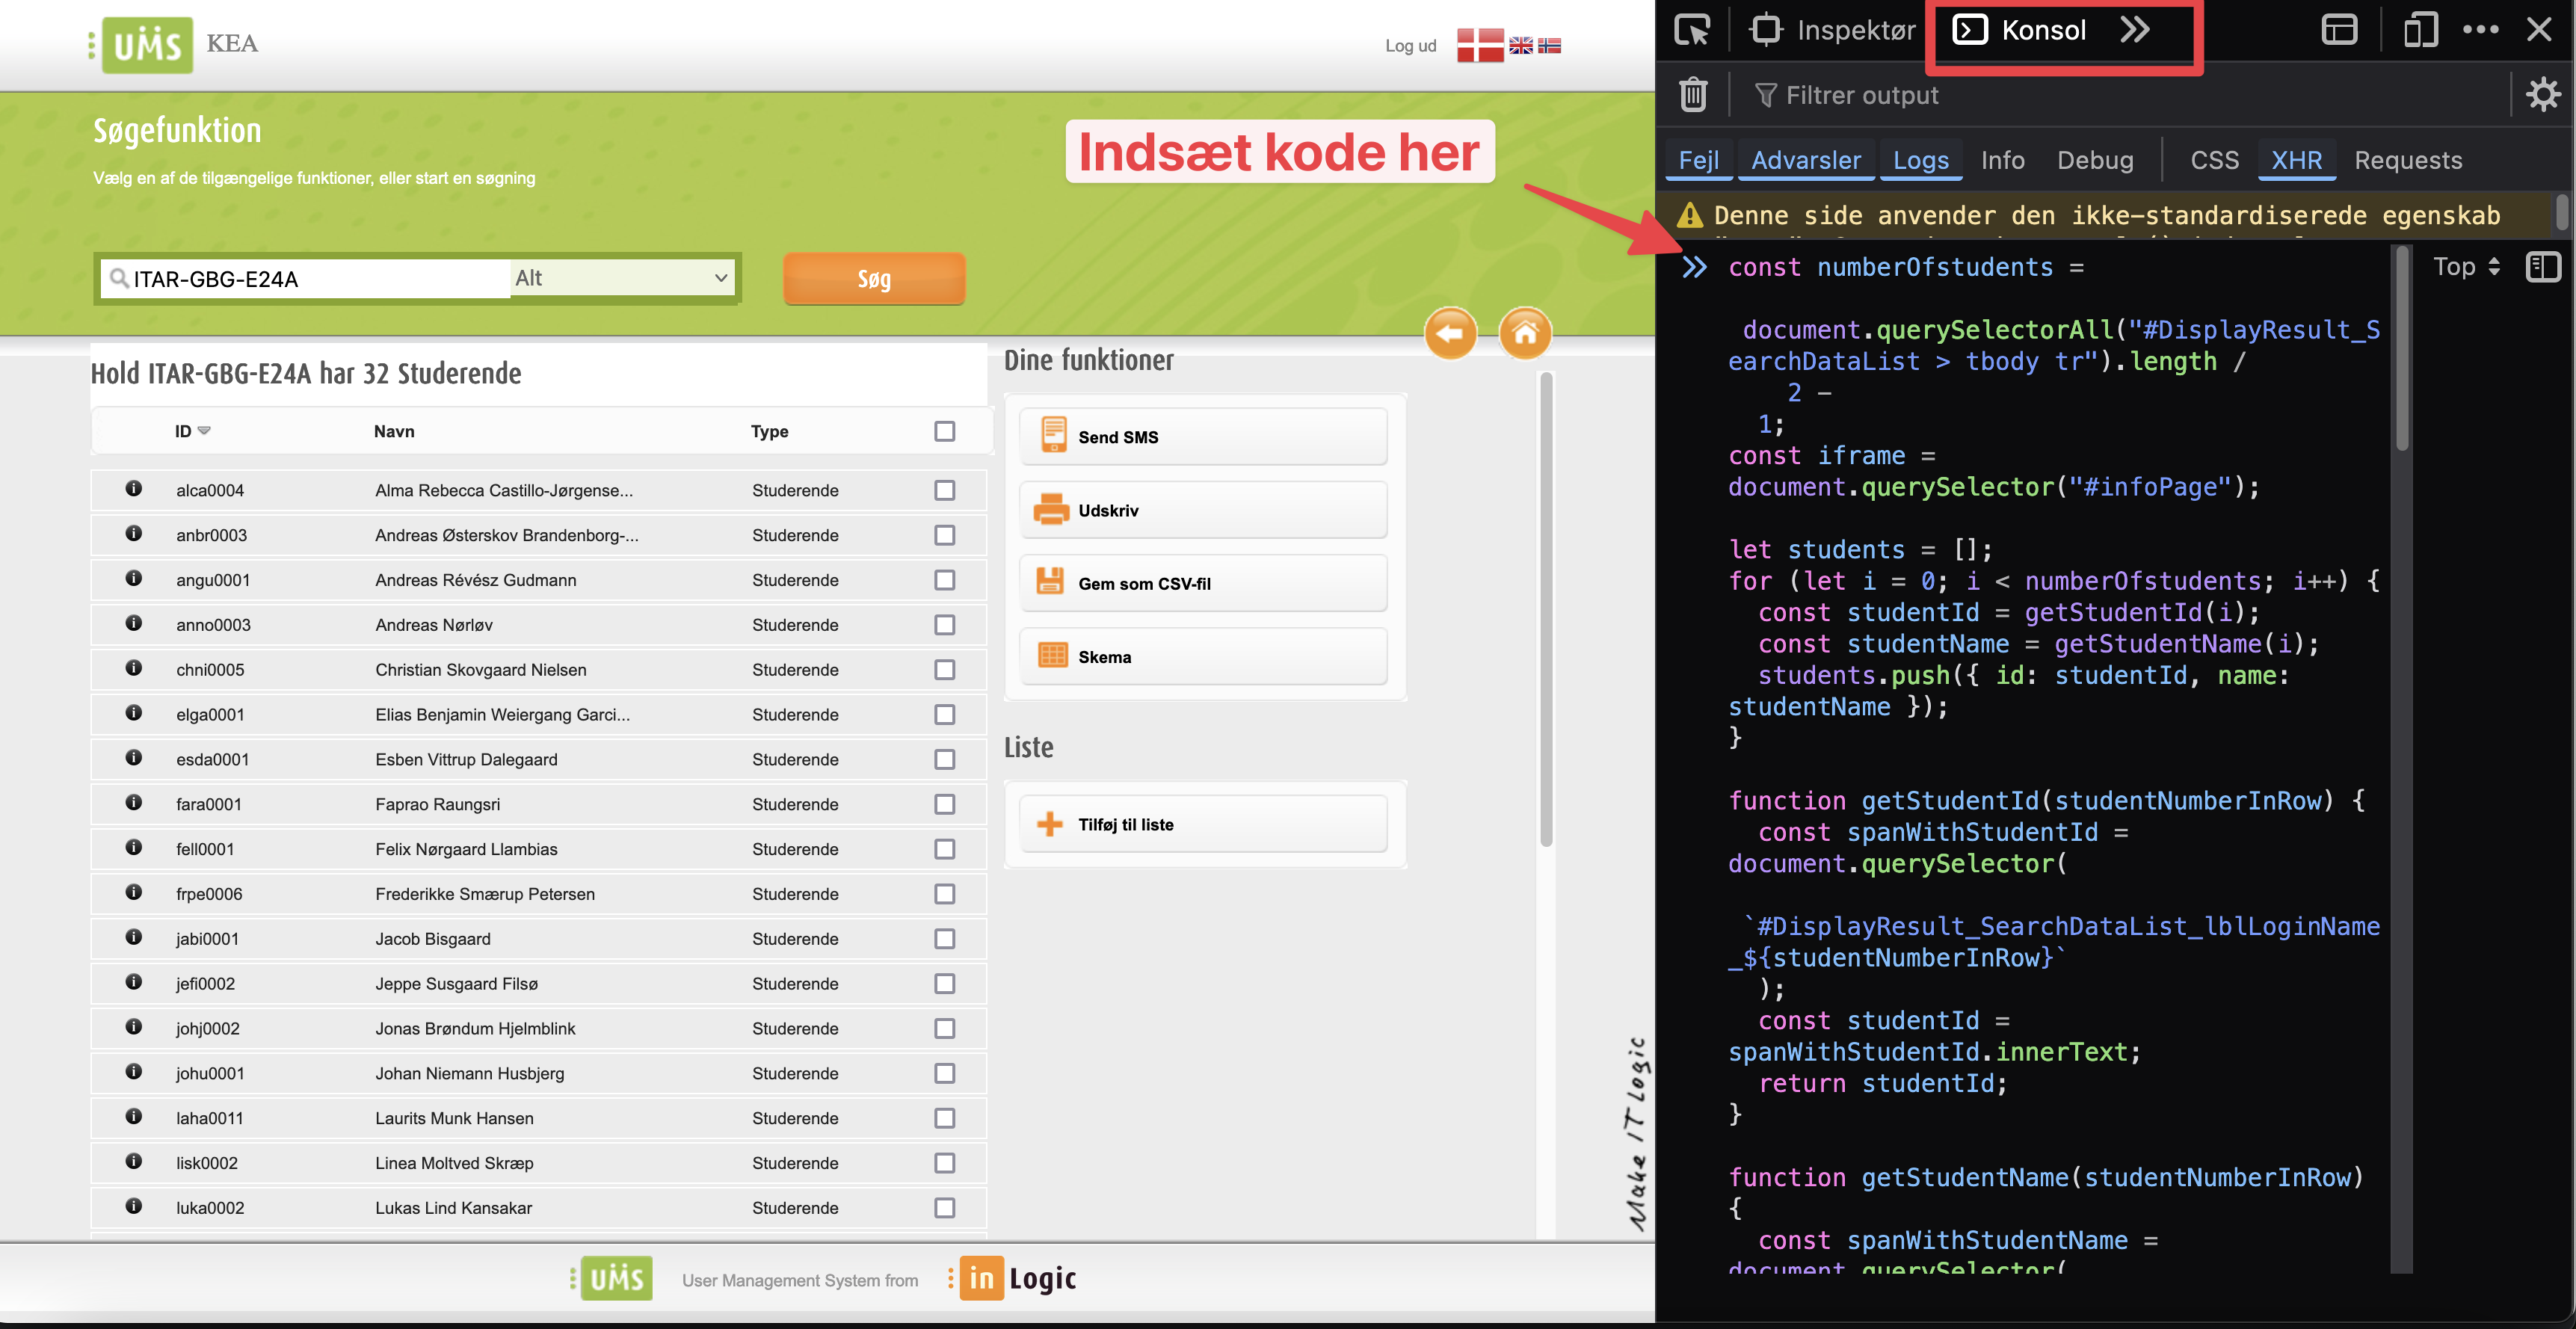 UMS KEA
Log ud
Søgefunktion
Vælg en af de tilgængelige funktioner, eller start en søgning
ITAR-GBG-E24A
Alt
Søg
Indsæt kode her
Hold ITAR-GBG-E24A har 32 Studerende
ID Navn Type
alca0004 Alma Rebecca Castillo-Jørgense... Studerende
anbr0003 Andreas Østerskov Brandenborg-... Studerende
angu0001 Andreas Révész Gudmann Studerende
anno0003 Andreas Nørløv Studerende
chni0005 Christian Skovgaard Nielsen Studerende
elga0001 Elias Benjamin Weiergang Garci... Studerende
esda0001 Esben Vittrup Dalegaard Studerende
fara0001 Faprao Raungsri Studerende
fell0001 Felix Nørgaard Llambias Studerende
frpe0006 Frederikke Smærup Petersen Studerende
jabi0001 Jacob Bisgaard Studerende
jefi0002 Jeppe Susgaard Filsø Studerende
johj0002 Jonas Brøndum Hjelmblink Studerende
johu0001 Johan Niemann Husbjerg Studerende
laha0011 Laurits Munk Hansen Studerende
lisk0002 Linea Moltved Skræp Studerende
luka0002 Lukas Lind Kansakar Studerende
Dine funktioner
Send SMS
Udskriv
Gem som CSV-fil
Skema
Liste
Tilføj til liste
Make IT Logic
UMS User Management System from in Logic
Inspektør Konsol
Filtrer output
Fejl Advarsler Logs Info Debug CSS XHR Requests
Denne side anvender den ikke-standardiserede egenskab
Top
const numberOfstudents =
document.querySelectorAll("#DisplayResult_S
earchDataList > tbody tr").length /
2 -
1;
const iframe =
document.querySelector("#infoPage");
let students = [];
for (let i = 0; i < numberOfstudents; i++) {
const studentId = getStudentId(i);
const studentName = getStudentName(i);
students.push({ id: studentId, name:
studentName });
}
function getStudentId(studentNumberInRow) {
const spanWithStudentId =
document.querySelector(
`#DisplayResult_SearchDataList_lblLoginName
_${studentNumberInRow}`
);
const studentId =
spanWithStudentId.innerText;
return studentId;
}
function getStudentName(studentNumberInRow)
{
const spanWithStudentName =
document.querySelector(